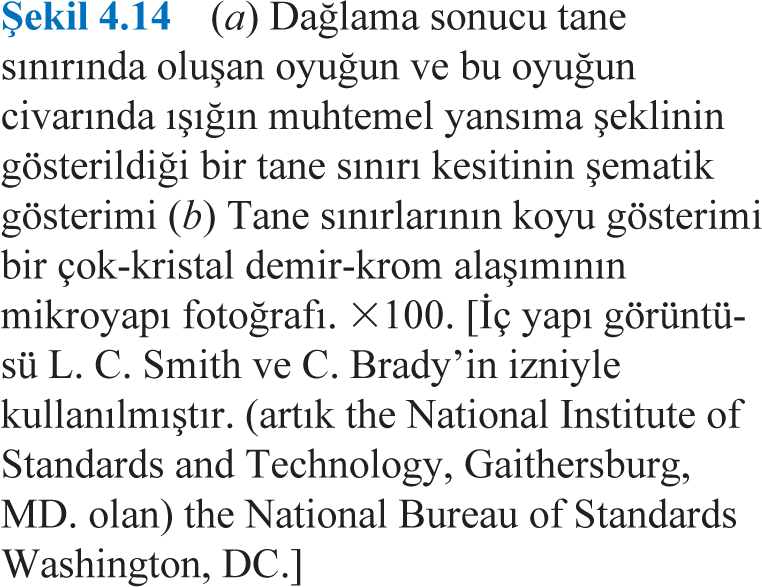 Şekil 4.14 (a) Dağlama sonucu tane
sınırında oluşan oyuğun ve bu oyuğun
civarında ışığın muhtemel yansıma şeklinin
gösterildiği bir tane sınırı kesitinin şematik
gösterimi (b) Tane sınırlarının koyu gösterimi
bir çok-kristal demir-krom alaşımının
mikroyapı fotoğrafı. ×100. [İç yapı görüntü-
sü L. C. Smith ve C. Brady’in izniyle
kullanılmıştır. (artık the National Institute of
Standards and Technology, Gaithersburg,
MD. olan) the National Bureau of Standards
Washington, DC.]